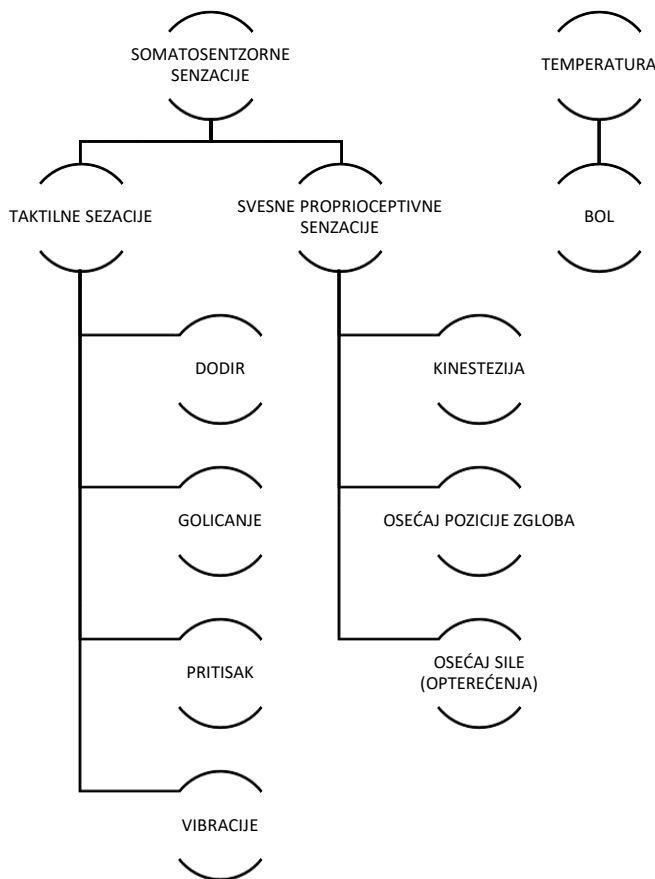 SOMATOSENTZORNE
SENZACIJE
TEMPERATURA
TAKTILNE SEZACIJE
SVESNE PROPRIOCEPTIVNE
SENZACIJE
BOL
DODIR
KINESTEZIJA
GOLICANJE
OSEĆAJ POZICIJE ZGLOBA
PRITISAK
OSEĆAJ SILE
(OPTEREĆENJA)
VIBRACIJE